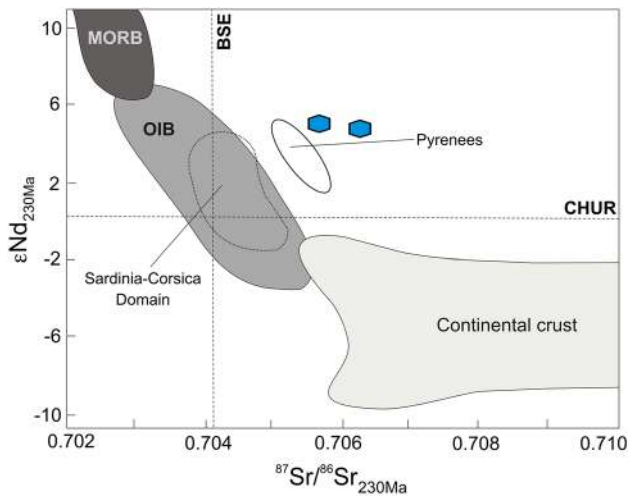 10
MORB
BSE
6
OIB
Pyrenees
2
CHUR
εNd230Ma
-2
Sardinia-Corsica
Domain
Continental crust
-6
-10
0.702 0.704 0.706 0.708 0.710
87Sr/86Sr230Ma